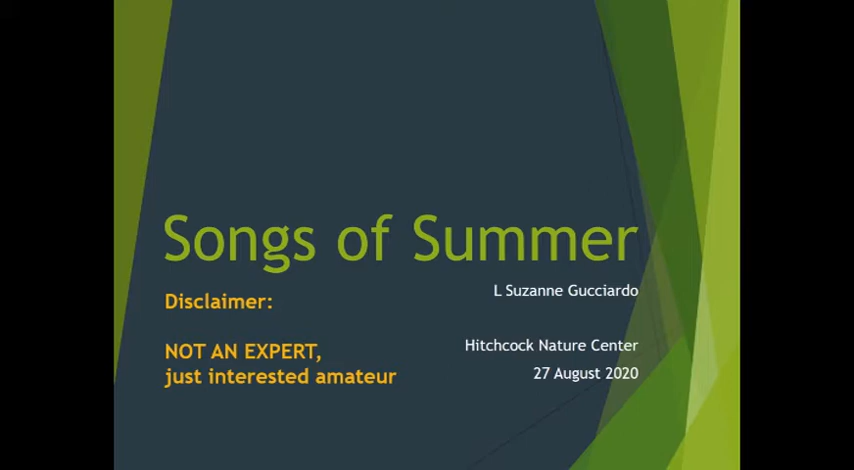 Songs of Summer
Disclaimer:
NOT AN EXPERT,
just interested amateur
L Suzanne Gucciardo
Hitchcock Nature Center
27 August 2020